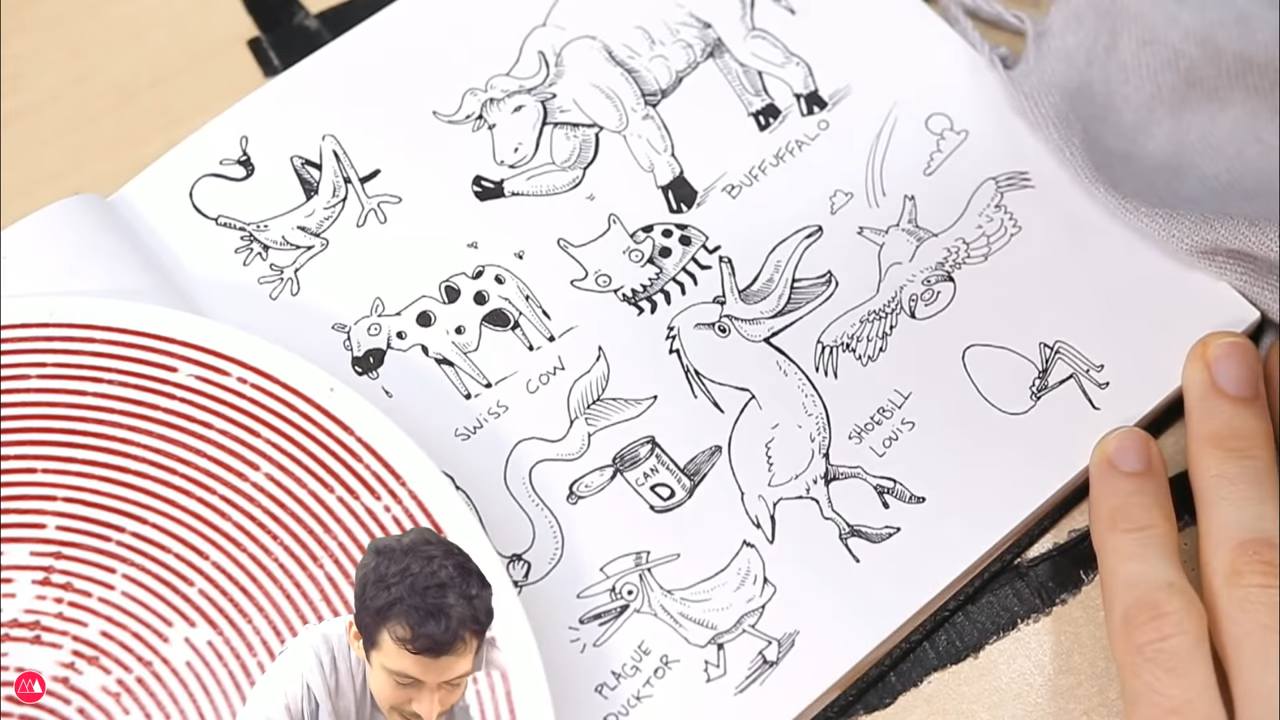 BUFFUFFALO
SWISS COW
SHOEBILL
LOUIS
CAN
D
PLAGUE
DUCKTOR